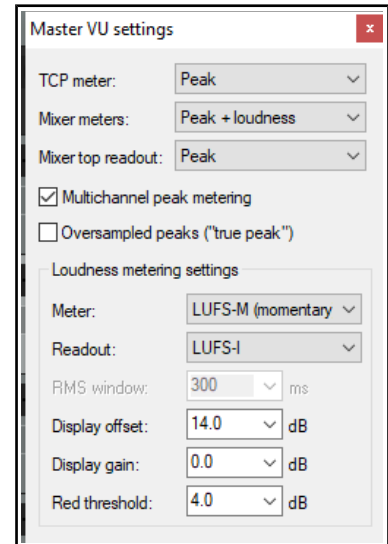 Master VU settings x
TCP meter: Peak
Mixer meters: Peak + loudness
Mixer top readout: Peak
Multichannel peak metering
Oversampled peaks ("true peak")
Loudness metering settings
Meter: LUFS-M (momentary
Readout: LUFS-I
RMS window: 300 ms
Display offset: 14.0 dB
Display gain: 0.0 dB
Red threshold: 4.0 dB